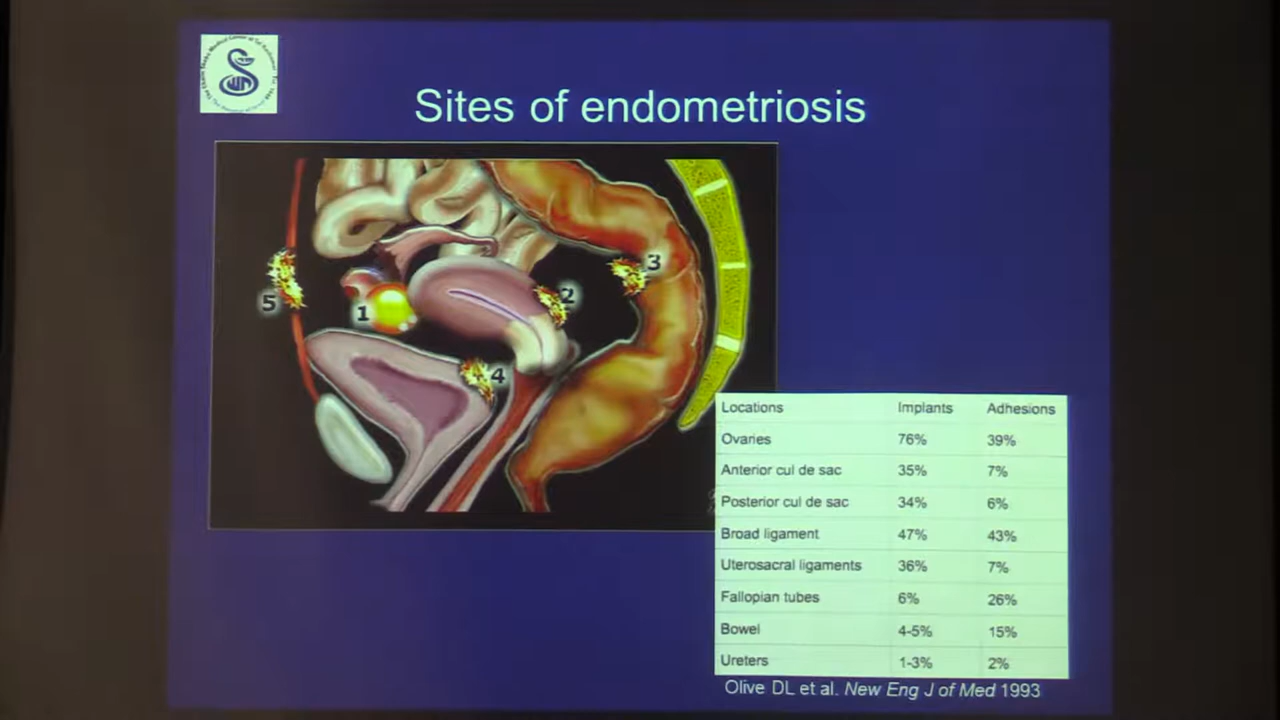 Sites of endometriosis
3
5
2
1
4
Locations Implants Adhesions
Ovaries 76% 39%
Anterior cul de sac 35% 7%
Posterior cul de sac 34% 6%
Broad ligament 47% 43%
Uterosacral ligaments 36% 7%
Fallopian tubes 6% 26%
Bowel 4-5% 15%
Ureters 1-3% 2%
Olive DL et al. New Eng J of Med 1993